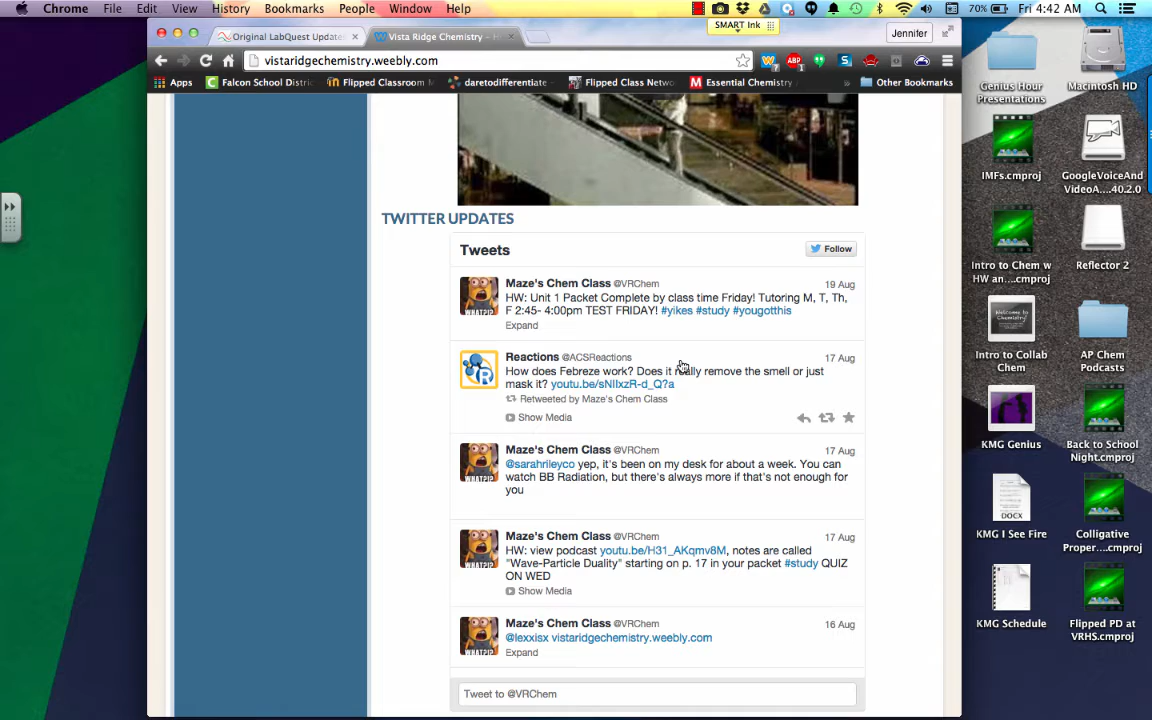 Chrome File Edit View History Bookmarks People Window Help 70% Fri 4:42 AM
SMART Ink
Original LabQuest Update Vista Ridge Chemistry - H Jennifer
vistaridgechemistry.weebly.com
Apps Falcon School Distri Flipped Classroom daretodifferentiate Flipped Class Netw Essential Chemistry » Other Bookmarks
TWITTER UPDATES
Tweets Follow
Maze's Chem Class @VRChem 19 Aug
HW: Unit 1 Packet Complete by class time Friday! Tutoring M, T, Th,
F 2:45- 4:00pm TEST FRIDAY! #yikes #study #yougotthis
Expand
Reactions @ACSReactions 17 Aug
How does Febreze work? Does it really remove the smell or just
mask it? youtu.be/sNIIxzR-d_Q?a
Retweeted by Maze's Chem Class
Show Media
Maze's Chem Class @VRChem 17 Aug
@sarahrileyco yep, it's been on my desk for about a week. You can
watch BB Radiation, but there's always more if that's not enough for
you
Maze's Chem Class @VRChem 17 Aug
HW: view podcast youtu.be/H31_AKqmv8M, notes are called
"Wave-Particle Duality" starting on p. 17 in your packet #study QUIZ
ON WED
Show Media
Maze's Chem Class @VRChem 16 Aug
@lexxisx vistaridgechemistry.weebly.com
Expand
Tweet to @VRChem
Genius Hour
Presentations
Macintosh HD
IMFs.cmproj
GoogleVoiceAnd
VideoA....40.2.0
Intro to Chem w
HW an....cmproj
Reflector 2
Welcome to
Chemistry
Intro to Collab
Chem
AP Chem
Podcasts
KMG Genius
Back to School
Night.cmproj
DOCX
KMG I See Fire
Colligative
Proper....cmproj
KMG Schedule
Flipped PD at
VRHS.cmproj